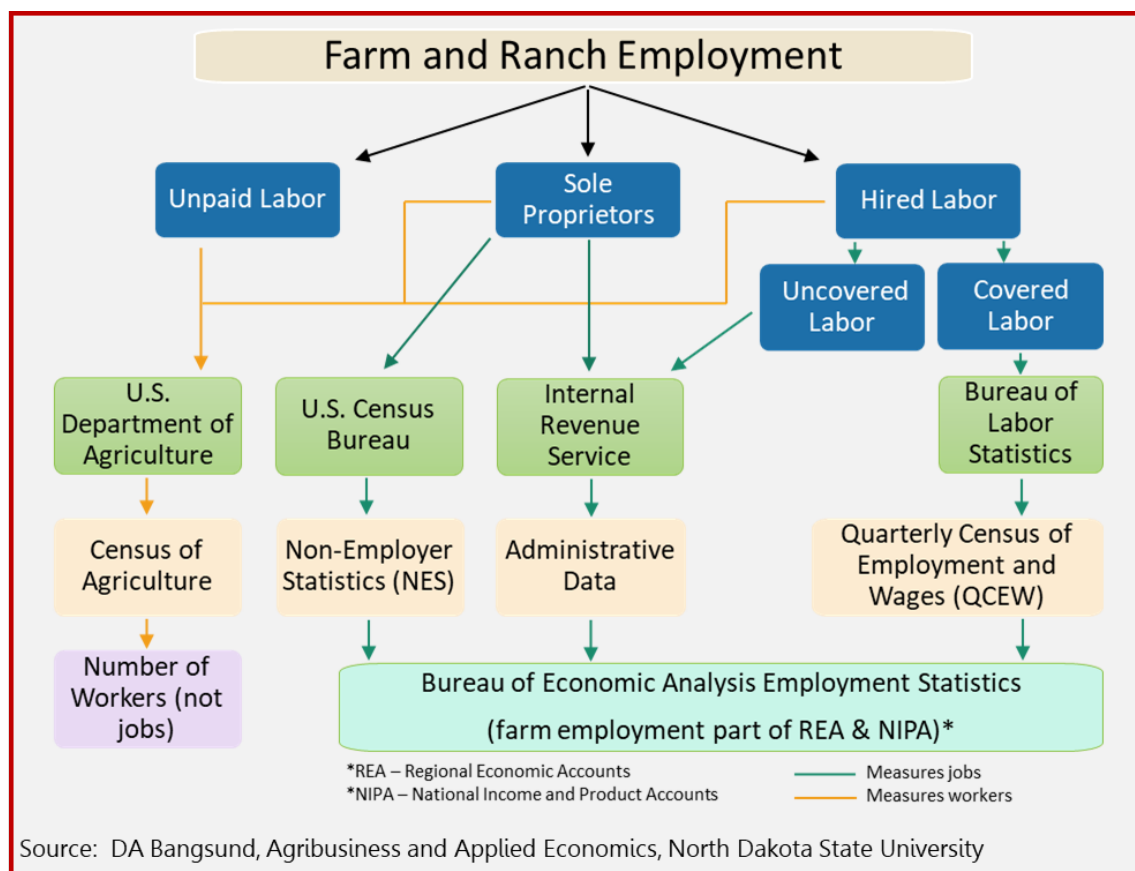 Farm and Ranch Employment
Unpaid Labor
Sole
Proprietors
Hired Labor
Uncovered
Labor
Covered
Labor
U.S.
Department of
Agriculture
U.S. Census
Bureau
Internal
Revenue
Service
Bureau of
Labor
Statistics
Census of
Agriculture
Non-Employer
Statistics (NES)
Administrative
Data
Quarterly Census of
Employment and
Wages (QCEW)
Number of
Workers (not
jobs)
Bureau of Economic Analysis Employment Statistics
(farm employment part of REA & NIPA)*
*REA – Regional Economic Accounts
*NIPA – National Income and Product Accounts
Measures jobs
Measures workers
Source: DA Bangsund, Agribusiness and Applied Economics, North Dakota State University